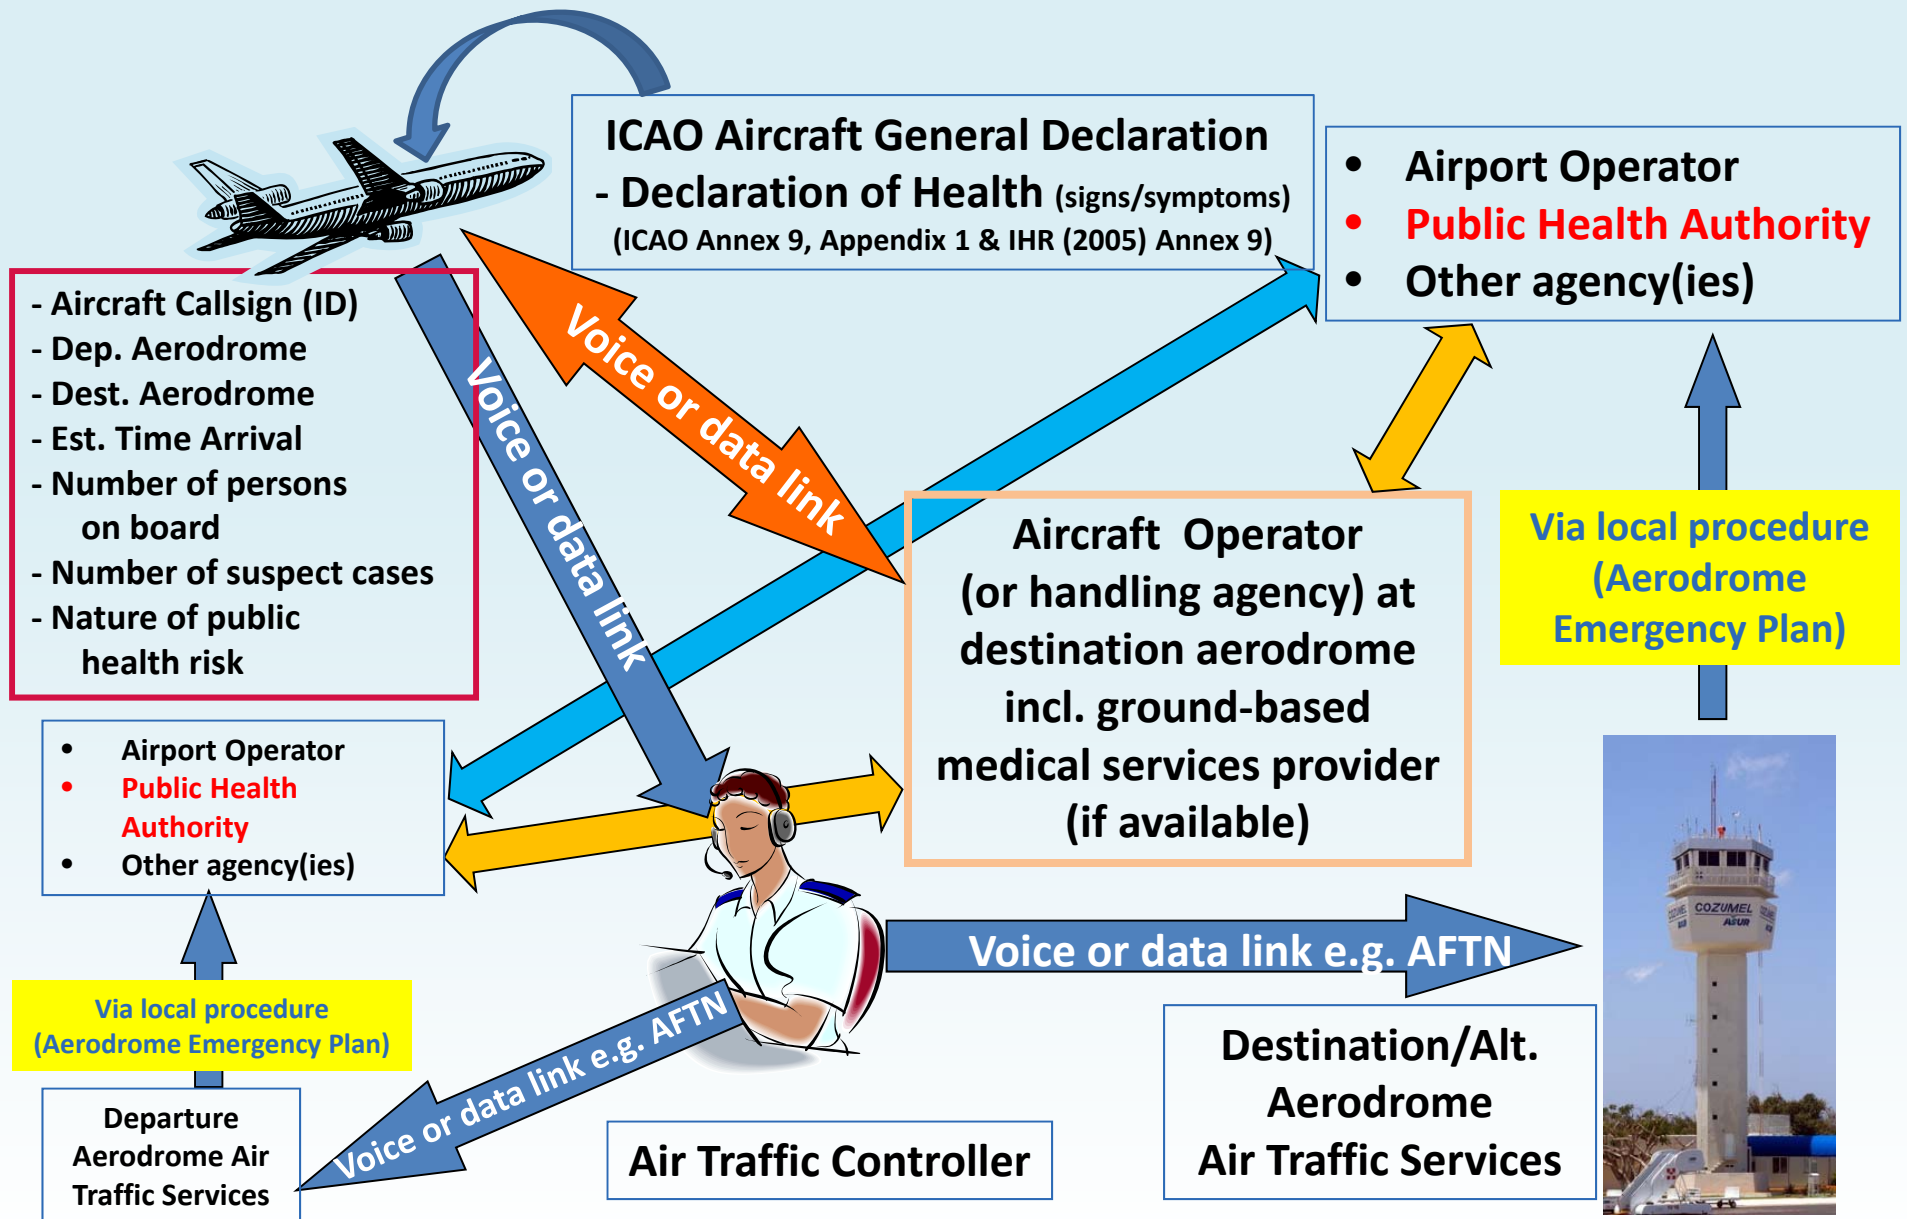 ICAO Aircraft General Declaration
- Declaration of Health (signs/symptoms)
(ICAO Annex 9, Appendix 1 & IHR (2005) Annex 9)
• Airport Operator
• Public Health Authority
• Other agency(ies)
- Aircraft Callsign (ID)
- Dep. Aerodrome
- Dest. Aerodrome
- Est. Time Arrival
- Number of persons
on board
- Number of suspect cases
- Nature of public
health risk
Voice or data link
Voice or data link
Aircraft Operator
(or handling agency) at
destination aerodrome
incl. ground-based
medical services provider
(if available)
Via local procedure
(Aerodrome
Emergency Plan)
• Airport Operator
• Public Health
Authority
• Other agency(ies)
Voice or data link e.g. AFTN
COZUMEL
ASUR
Via local procedure
(Aerodrome Emergency Plan)
Voice or data link e.g. AFTN
Departure
Aerodrome Air
Traffic Services
Air Traffic Controller
Destination/Alt.
Aerodrome
Air Traffic Services